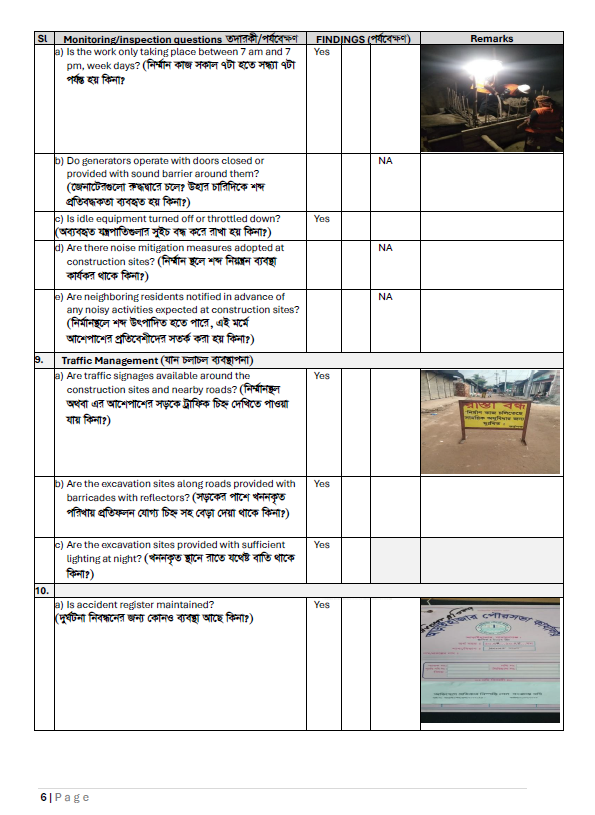 Sl Monitoring/inspection questions তদারকী/পর্যবেক্ষণ FINDINGS (পর্যবেক্ষণ) Remarks
a) Is the work only taking place between 7 am and 7 Yes
pm, week days? (নির্মান কাজ সকাল ৭টা হতে সন্ধ্যা ৭টা
পর্যন্ত হয় কিনা?
b) Do generators operate with doors closed or NA
provided with sound barrier around them?
(জেনাটেরগুলো রুদ্ধদ্বারে চলে? উহার চারিদিকে শব্দ
প্রতিবদ্ধকতা ব্যবহৃত হয় কিনা?)
c) Is idle equipment turned off or throttled down? Yes
(অব্যবহৃত যন্ত্রপাতিগুলার সুইচ বন্ধ করে রাখা হয় কিনা?)
d) Are there noise mitigation measures adopted at NA
construction sites? (নির্মান স্থলে শব্দ নিয়ন্ত্রন ব্যবস্থা
কার্যকর থাকে কিনা?)
e) Are neighboring residents notified in advance of NA
any noisy activities expected at construction sites?
(নির্মানস্থলে শব্দ উৎপাদিত হতে পারে, এই মর্মে
আশেপাশের প্রতিবেশীদের সতর্ক করা হয় কিনা?)
9. Traffic Management (যান চলাচল ব্যবস্থাপনা)
a) Are traffic signages available around the Yes
construction sites and nearby roads? (নির্মানস্থল
অথবা এর আশেপাশের সড়কে ট্রাফিক চিহ্ন দেখিতে পাওয়া
যায় কিনা?)
রাস্তা বন্ধ
b) Are the excavation sites along roads provided with Yes
barricades with reflectors? (সড়কের পাশে খননকৃত
পরিখায় প্রতিফলন যোগ্য চিহ্ন সহ বেড়া দেয়া থাকে কিনা?)
c) Are the excavation sites provided with sufficient Yes
lighting at night? (খননকৃত স্থানে রাতে যথেষ্ট বাতি থাকে
কিনা?)
10.
a) Is accident register maintained? Yes
(দুর্ঘটনা নিবন্ধনের জন্য কোনও ব্যবস্থা আছে কিনা?)
পৌরসভা
6 | Page